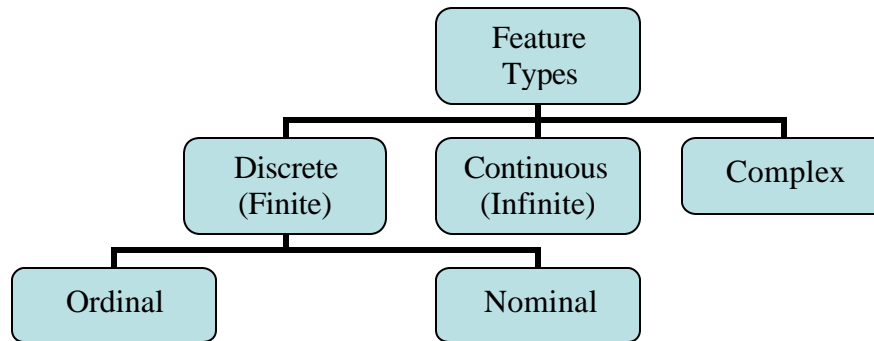 Feature
Types
Discrete
(Finite)
Continuous
(Infinite)
Complex
Ordinal
Nominal